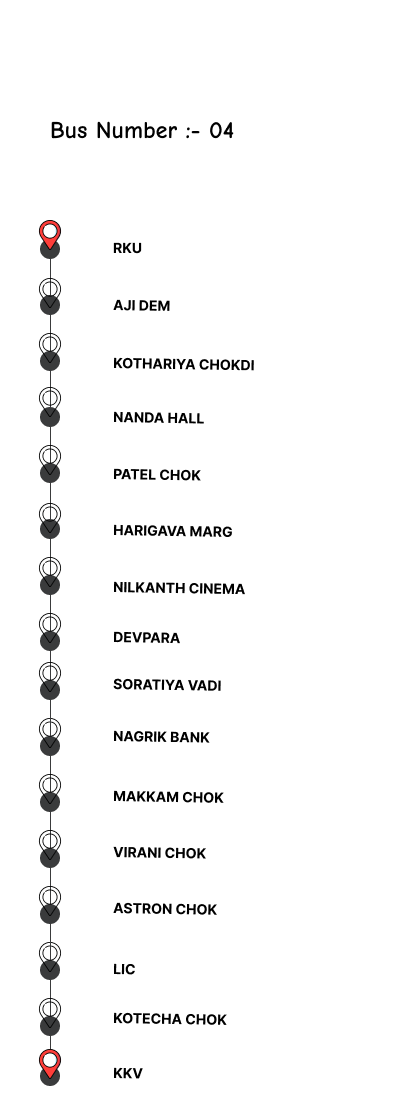 Bus Number :- 04
RKU
AJI DEM
KOTHARIYA CHOKDI
NANDA HALL
PATEL CHOK
HARIGAVA MARG
NILKANTH CINEMA
DEVPARA
SORATIYA VADI
NAGRIK BANK
MAKKAM CHOK
VIRANI CHOK
ASTRON CHOK
LIC
KOTECHA CHOK
KKV